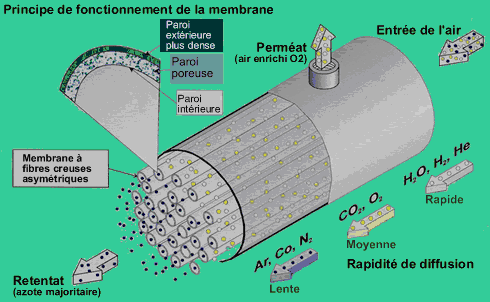 Principe de fonctionnement de la membrane
Paroi
extérieure
plus dense
Paroi
poreuse
Paroi
intérieure
Perméat
(air enrichi O2)
Entrée de l'air
Membrane à
fibres creuses
asymétriques
H2O, H2, He
Rapide
CO2, O2
Moyenne
Ar, Co, N2
Lente
Rapidité de diffusion
Retentat
(azote majoritaire)